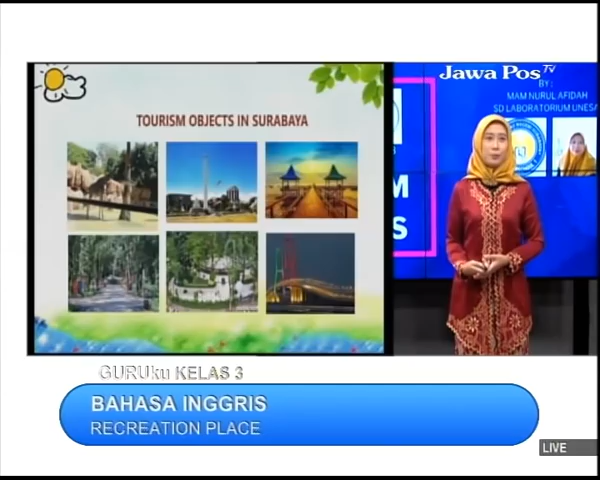 Jawa Pos TV
BY :
MAM NURUL AFIDAH
SD LABORATORIUM UNESA
TOURISM OBJECTS IN SURABAYA
M
S
GURUku KELAS 3
BAHASA INGGRIS
RECREATION PLACE
LIVE